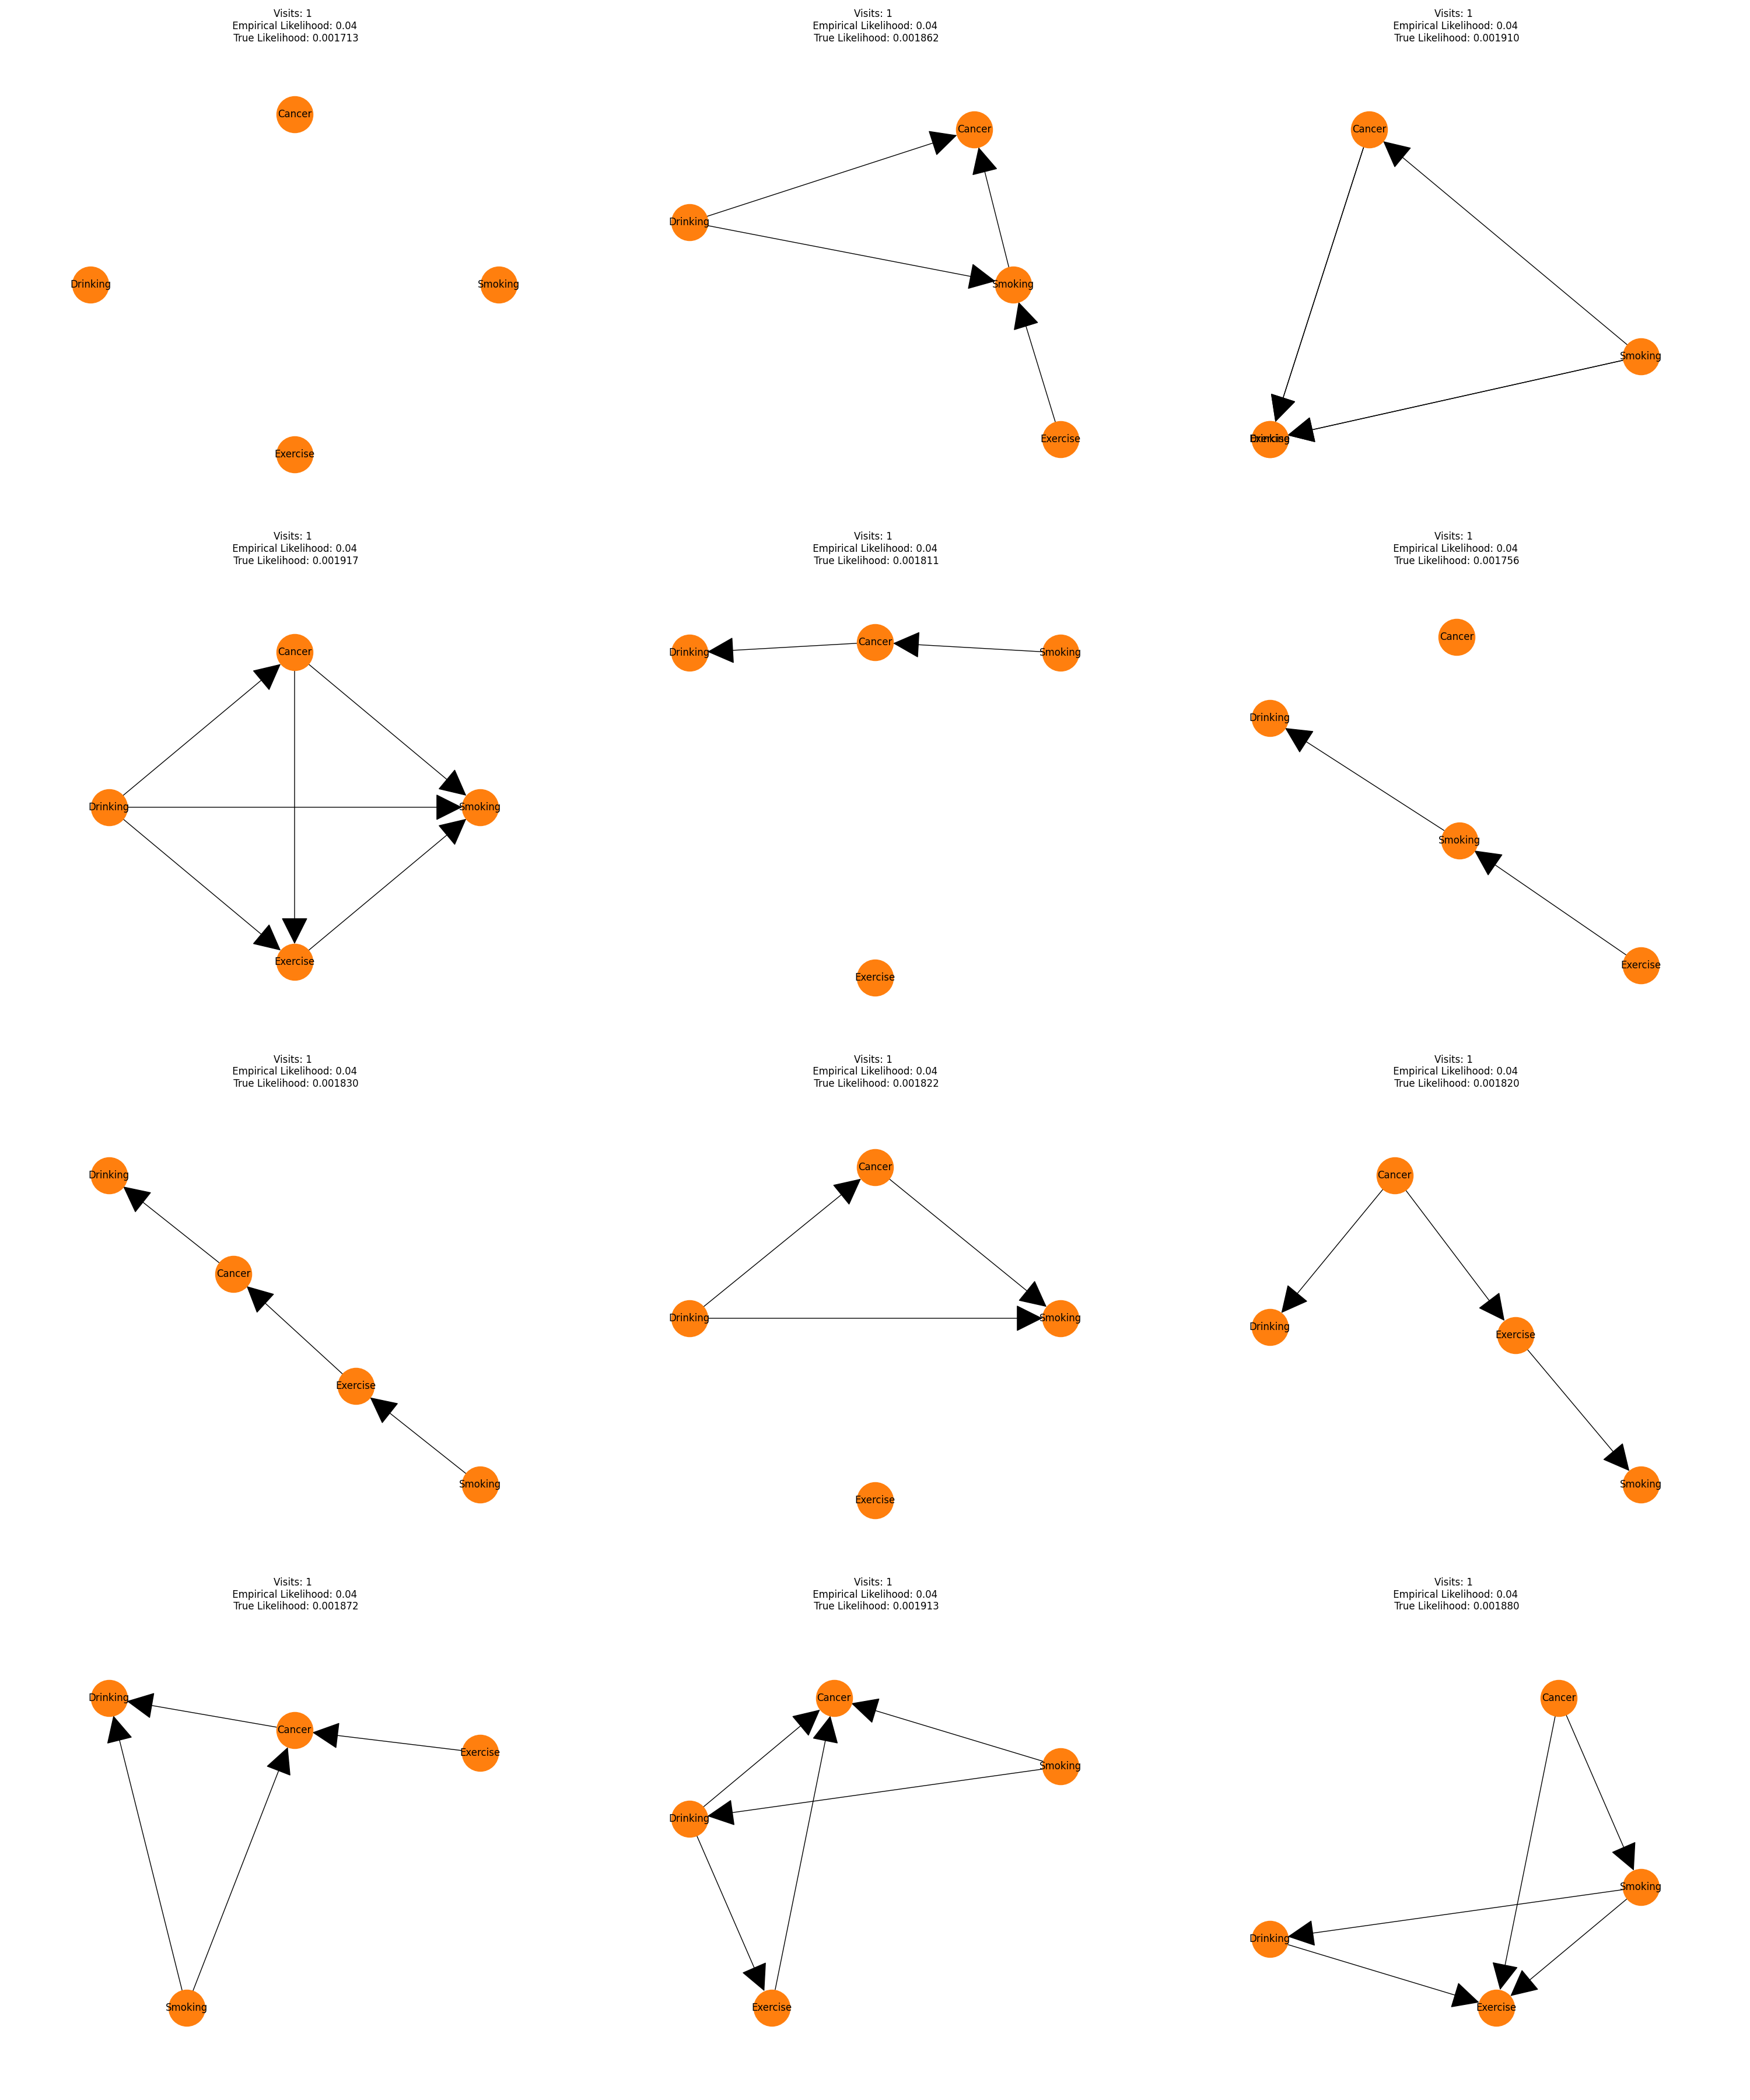 Visits: 1
Empirical Likelihood: 0.04
True Likelihood: 0.001713
Cancer
Drinking
Smoking
Exercise
Visits: 1
Empirical Likelihood: 0.04
True Likelihood: 0.001862
Cancer
Drinking
Smoking
Exercise
Visits: 1
Empirical Likelihood: 0.04
True Likelihood: 0.001910
Cancer
Smoking
Visits: 1
Empirical Likelihood: 0.04
True Likelihood: 0.001917
Cancer
Drinking
Smoking
Exercise
Visits: 1
Empirical Likelihood: 0.04
True Likelihood: 0.001811
Drinking
Cancer
Smoking
Exercise
Visits: 1
Empirical Likelihood: 0.04
True Likelihood: 0.001756
Cancer
Drinking
Smoking
Exercise
Visits: 1
Empirical Likelihood: 0.04
True Likelihood: 0.001830
Drinking
Cancer
Exercise
Smoking
Visits: 1
Empirical Likelihood: 0.04
True Likelihood: 0.001822
Cancer
Drinking
Smoking
Exercise
Visits: 1
Empirical Likelihood: 0.04
True Likelihood: 0.001820
Cancer
Drinking
Exercise
Smoking
Visits: 1
Empirical Likelihood: 0.04
True Likelihood: 0.001872
Drinking
Cancer
Exercise
Smoking
Visits: 1
Empirical Likelihood: 0.04
True Likelihood: 0.001913
Cancer
Smoking
Drinking
Exercise
Visits: 1
Empirical Likelihood: 0.04
True Likelihood: 0.001880
Cancer
Smoking
Drinking
Exercise